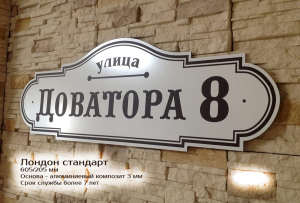 улица
ДОВАТОРА 8
Лондон стандарт
605/205 мм
Основа - алюминиевый композит 3 мм
Срок службы более 7 лет